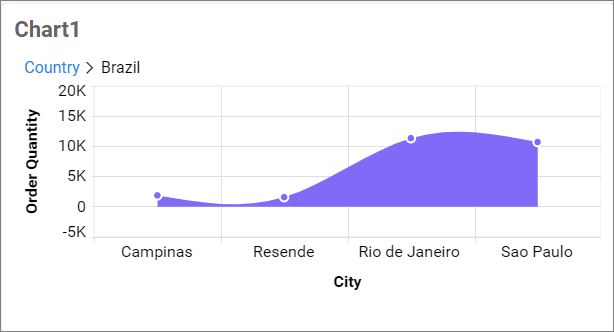 Chart1
Country > Brazil
20K
15K
10K
5K
0
-5K
Order Quantity
Campinas Resende Rio de Janeiro Sao Paulo
City